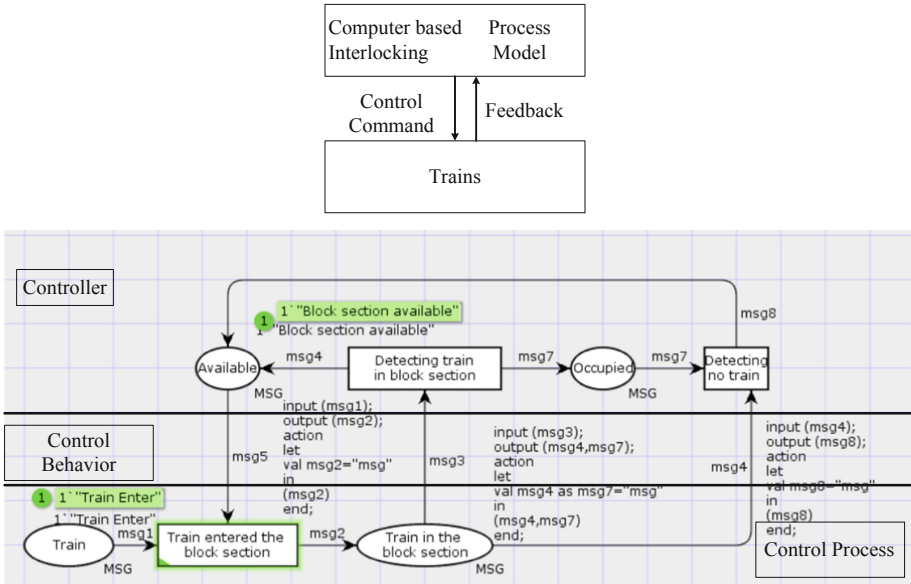 Computer based Interlocking
Process Model
Control Command
Feedback
Trains
Controller
1 1`"Block section available"
1`"Block section available"
msg8
msg4
Detecting train
in block section
msg7
Occupied
msg7
Detecting
no train
Available
MSG
MSG
input (msg1);
output (msg2);
action
let
val msg2="msg"
in
(msg2)
end;
Control Behavior
msg5
msg3
input (msg3);
output (msg4,msg7);
action
let
val msg4 as msg7="msg"
in
(msg4,msg7)
end;
msg4
input (msg4);
output (msg8);
action
let
val msg8="msg"
in
(msg8)
end;
1 1`"Train Enter"
1`"Train Enter"
Train
msg1
MSG
Train entered the
block section
msg2
Train in the
block section
MSG
Control Process